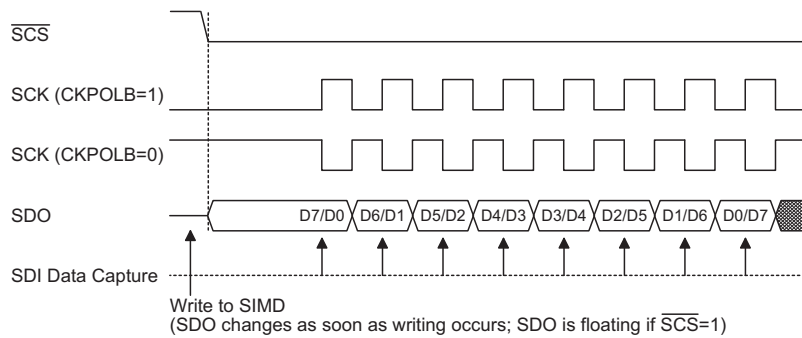 SCS
SCK (CKPOLB=1)
SCK (CKPOLB=0)
SDO
D7/D0 D6/D1 D5/D2 D4/D3 D3/D4 D2/D5 D1/D6 D0/D7
SDI Data Capture
Write to SIMD
(SDO changes as soon as writing occurs; SDO is floating if SCS=1)